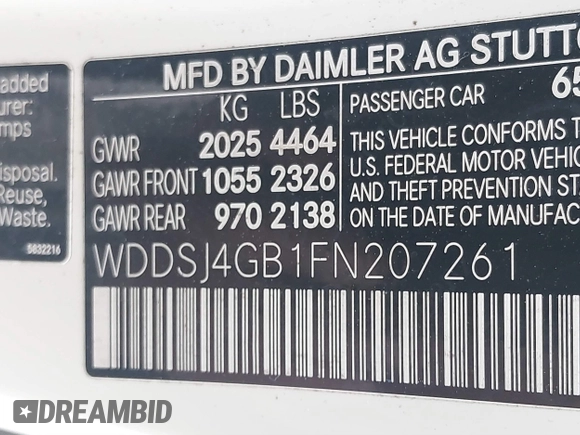 added
urer:
mps
isposal.
Reuse,
Waste.
5832216
MFD BY DAIMLER AG STUTT
KG LBS
GVWR 2025 4464
GAWR FRONT 1055 2326
GAWR REAR 970 2138
PASSENGER CAR 65
THIS VEHICLE CONFORMS T
U.S. FEDERAL MOTOR VEHIC
AND THEFT PREVENTION ST
ON THE DATE OF MANUFAC
WDDSJ4GB1FN207261
DREAMBID